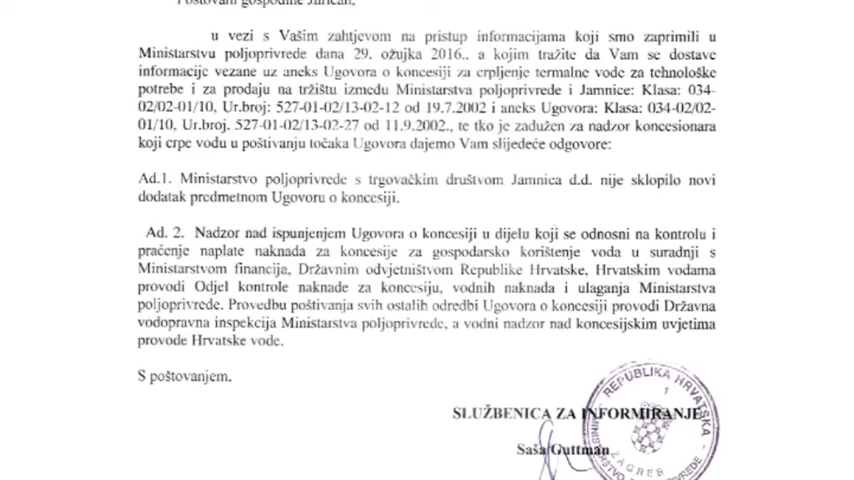 Poštovani gospodine Juričan,
u vezi s Vašim zahtjevom na pristup informacijama koji smo zaprimili u
Ministarstvu poljoprivrede dana 29. ožujka 2016.. a kojim tražite da Vam se dostave
informacije vezane uz aneks Ugovora o koncesiji za crpljenje termalne vode za tehnološke
potrebe i za prodaju na tržištu između Ministarstva poljoprivrede i Jamnice: Klasa: 034-
02/02-01/10, Ur.broj: 527-01-02/13-02-12 od 19.7.2002 i aneks Ugovora: Klasa: 034-02/02-
01/10, Ur.broj. 527-01-02/13-02-27 od 11.9.2002., te tko je zadužen za nadzor koncesionara
koji crpe vodu u poštivanju točaka Ugovora dajemo Vam slijedeće odgovore:
Ad.1. Ministarstvo poljoprivrede s trgovačkim društvom Jamnica d.d. nije sklopilo novi
dodatak predmetnom Ugovoru o koncesiji.
Ad. 2. Nadzor nad ispunjenjem Ugovora o koncesiji u dijelu koji se odnosni na kontrolu i
praćenje naplate naknada za koncesije za gospodarsko korištenje voda u suradnji s
Ministarstvom financija, Državnim odvjetništvom Republike Hrvatske, Hrvatskim vodama
provodi Odjel kontrole naknade za koncesiju, vodnih naknada i ulaganja Ministarstva
poljoprivrede. Provedbu poštivanja svih ostalih odredbi Ugovora o koncesiji provodi Državna
vodopravna inspekcija Ministarstva poljoprivrede, a vodni nadzor nad koncesijskim uvjetima
provode Hrvatske vode.
S poštovanjem.
SLUŽBENICA ZA INFORMIRANJE
Saša Guttman
REPUBLIKA HRVATSKA
1
MINISTARSTVO POLJOPRIVREDE
ZAGREB